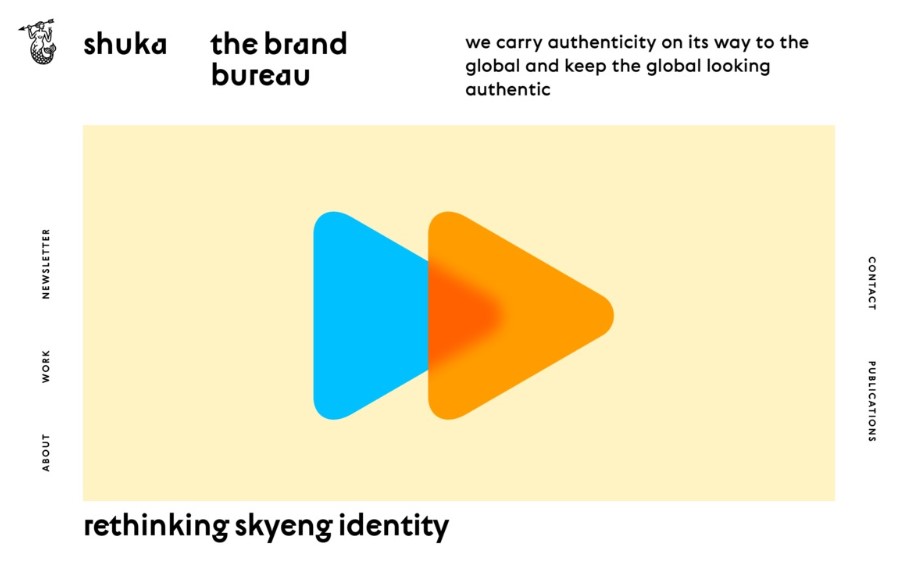 shuka
the brand
bureau
we carry authenticity on its way to the
global and keep the global looking
authentic
NEWSLETTER
WORK
ABOUT
CONTACT
PUBLICATIONS
rethinking skyeng identity